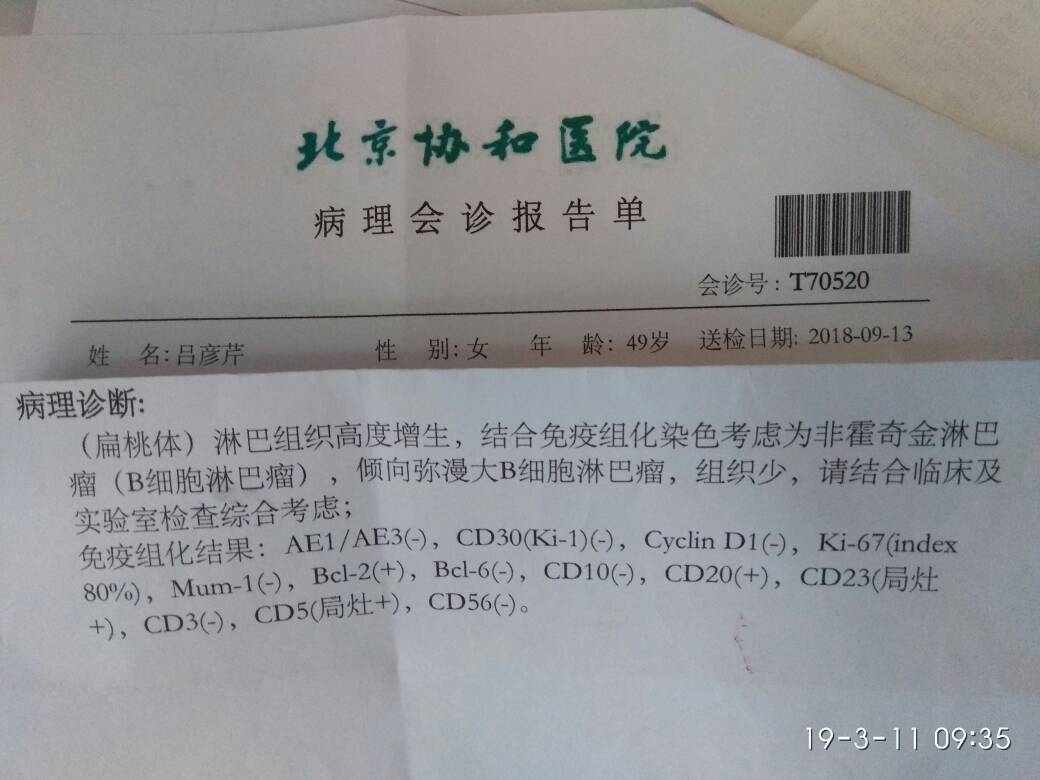 北京协和医院
病理会诊报告单
会诊号：T70520
姓 名:吕彦芹 性 别:女 年 龄: 49岁 送检日期: 2018-09-13
病理诊断:
（扁桃体）淋巴组织高度增生，结合免疫组化染色考虑为非霍奇金淋巴
瘤（B细胞淋巴瘤），倾向弥漫大B细胞淋巴瘤，组织少，请结合临床及
实验室检查综合考虑；
免疫组化结果：AE1/AE3(-)，CD30(Ki-1)(-)，Cyclin D1(-)，Ki-67(index
80%)，Mum-1(-)，Bcl-2(+)，Bcl-6(-)，CD10(-)，CD20(+)，CD23(局灶
+)，CD3(-)，CD5(局灶+)，CD56(-)。
19-3-11 09:35